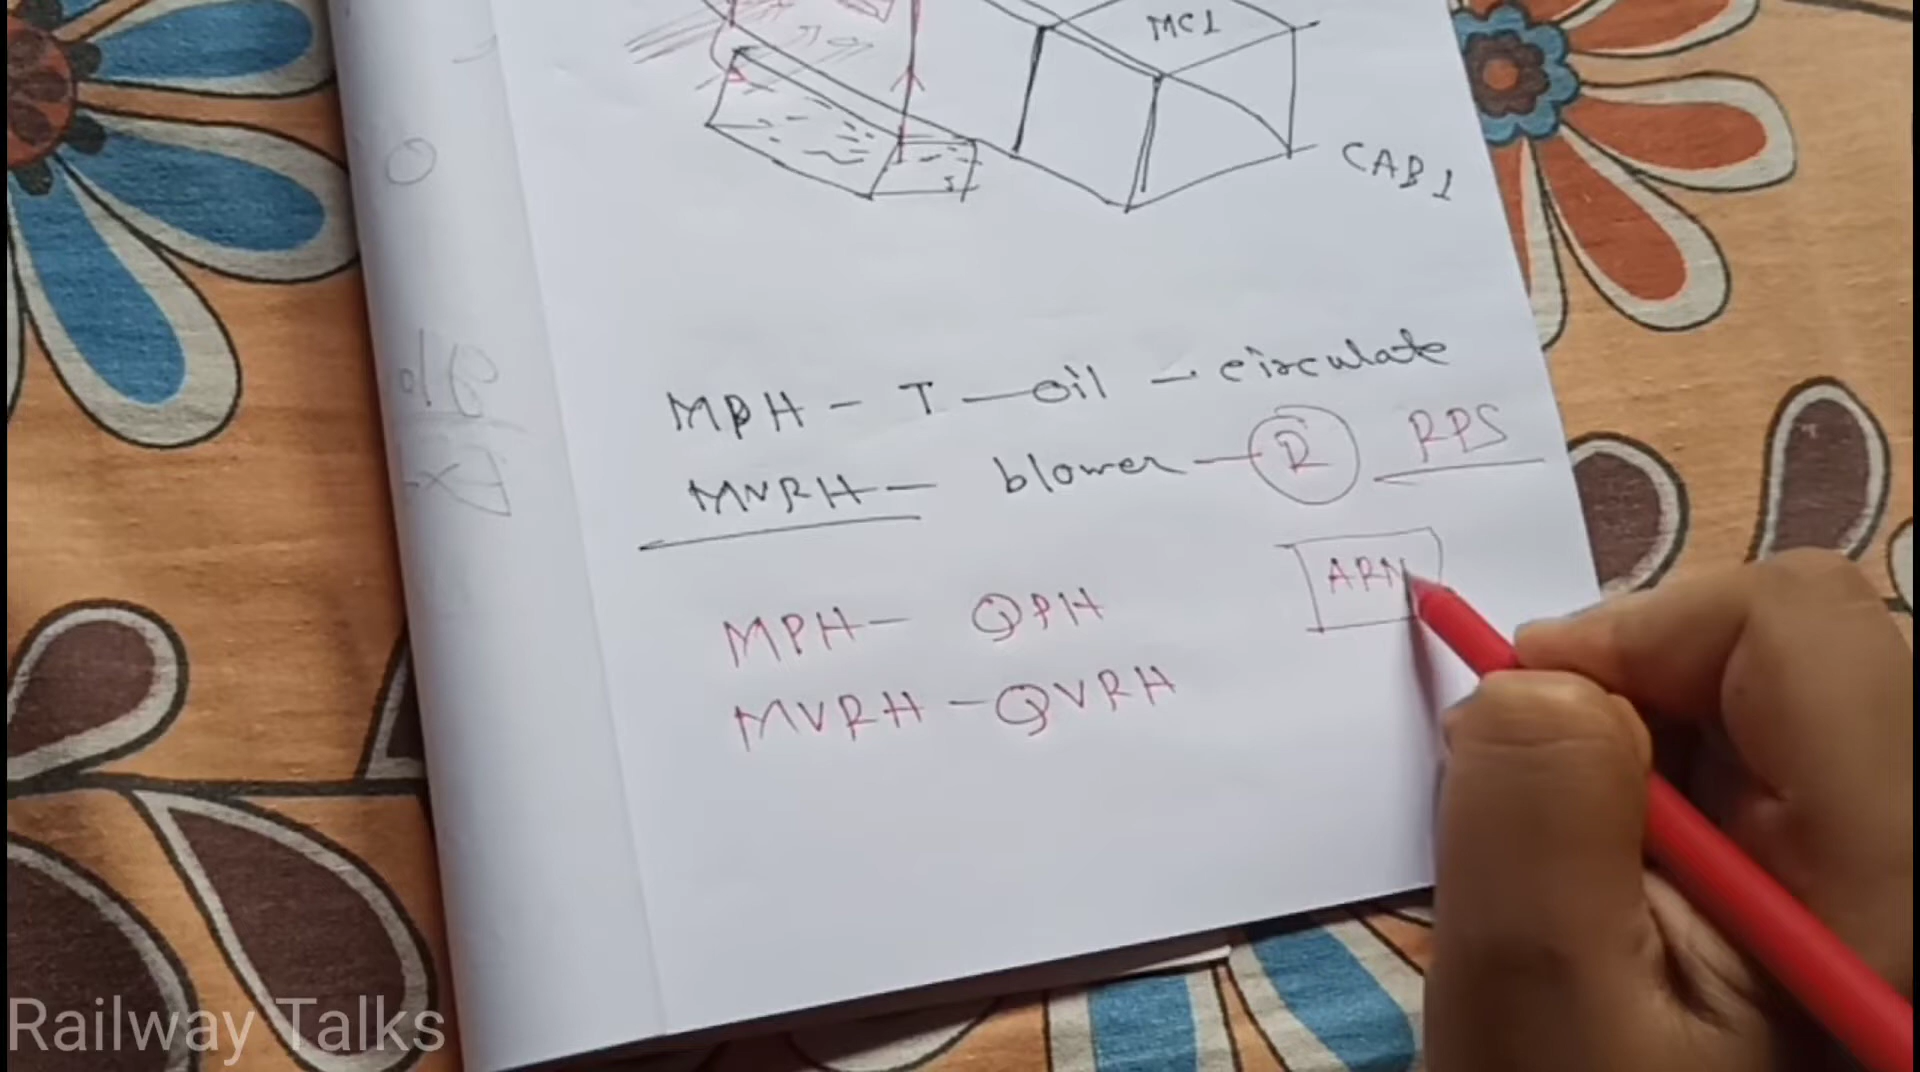 MC1
CAB1
MPH - T - oil - circulate
MVRH - blower - R RPS
ARN
MPH - QPH
MVRH - QVRH
Railway Talks